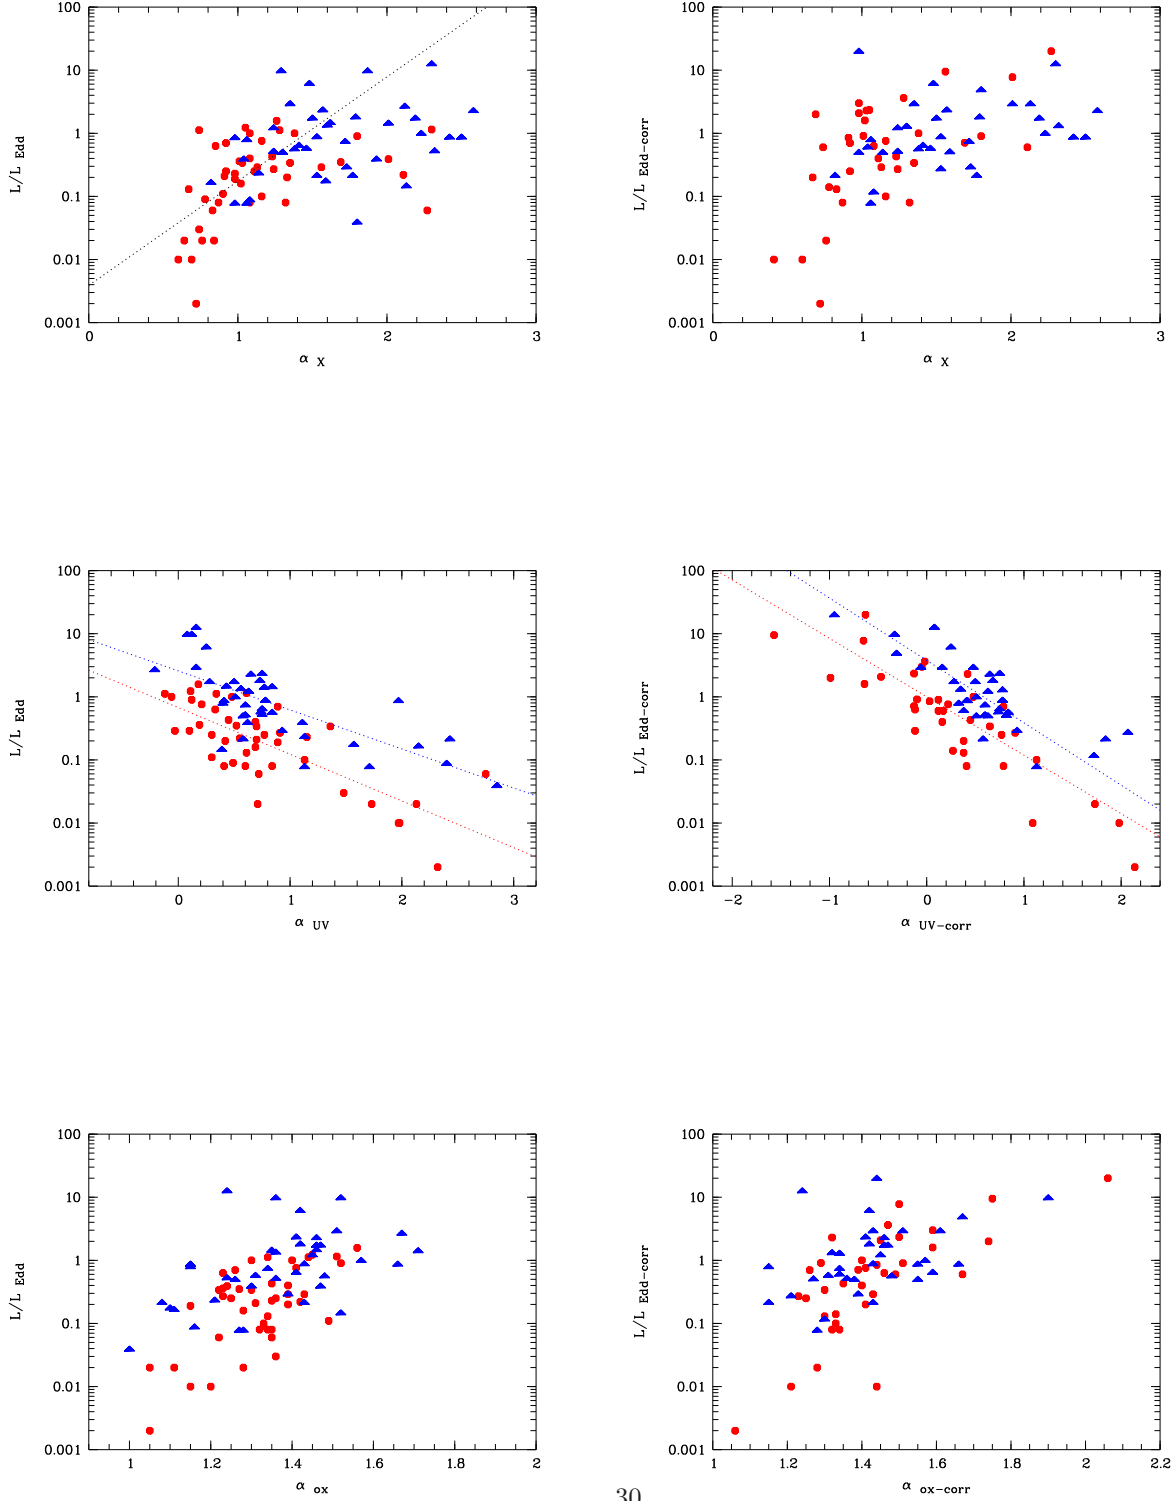 100
10
1
0.1
0.01
0.001
L/L Edd
0 1 2 3
α X
100
10
1
0.1
0.01
0.001
L/L Edd-corr
0 1 2 3
α X
100
10
1
0.1
0.01
0.001
L/L Edd
0 1 2 3
α UV
100
10
1
0.1
0.01
0.001
L/L Edd-corr
−2 −1 0 1 2
α UV-corr
100
10
1
0.1
0.01
0.001
L/L Edd
1 1.2 1.4 1.6 1.8 2
α ox
100
10
1
0.1
0.01
0.001
L/L Edd-corr
1 1.2 1.4 1.6 1.8 2 2.2
α ox-corr
30